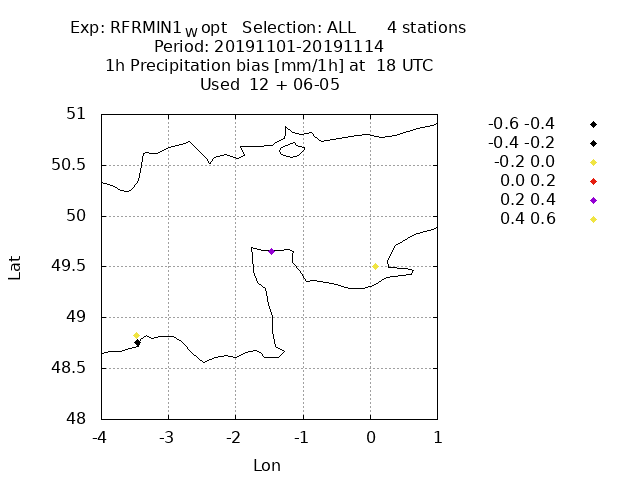 Exp: RFRMIN1_W opt Selection: ALL 4 stations
Period: 20191101-20191114
1h Precipitation bias [mm/1h] at 18 UTC
Used 12 + 06-05
-0.6 -0.4
-0.4 -0.2
-0.2 0.0
0.0 0.2
0.2 0.4
0.4 0.6
51
50.5
50
49.5
49
48.5
48
Lat
-4 -3 -2 -1 0 1
Lon